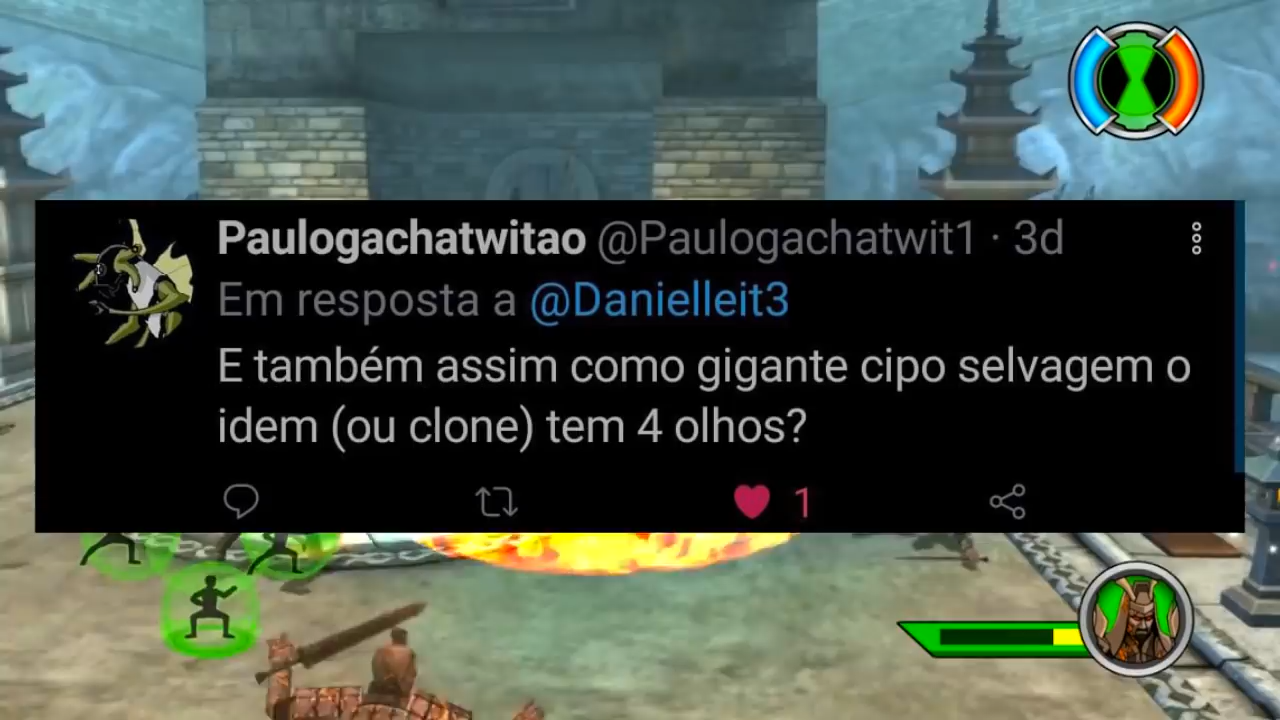 Paulogachatwitao @Paulogachatwit1 · 3d
Em resposta a @Danielleit3
E também assim como gigante cipo selvagem o
idem (ou clone) tem 4 olhos?
1